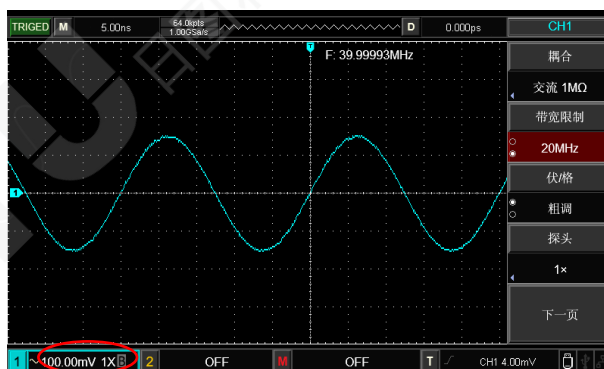 TRIGED M 5.00ns 64.0kpts D 0.000ps CH1
1.00GSa/s
F: 39.99993MHz
耦合
交流 1MΩ
带宽限制
20MHz
伏/格
粗调
探头
1×
下一页
T
1
1 ~100.00mV 1X B 2 OFF M OFF T CH1 4.00mV